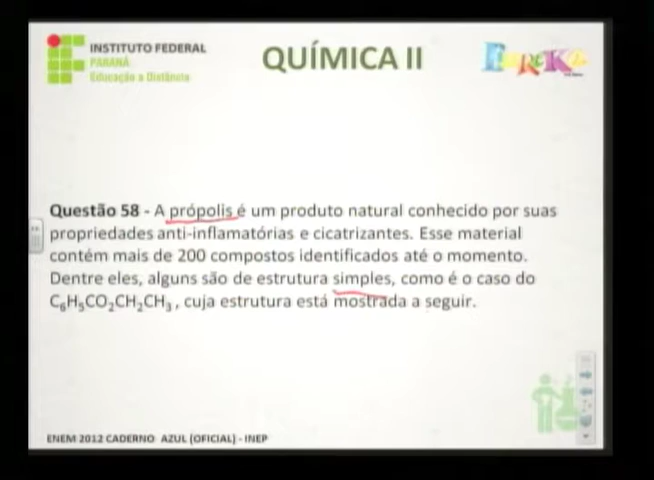 INSTITUTO FEDERAL
PARANÁ
Educação a Distância
QUÍMICA II
EUREKA
Questão 58 - A própolis é um produto natural conhecido por suas
propriedades anti-inflamatórias e cicatrizantes. Esse material
contém mais de 200 compostos identificados até o momento.
Dentre eles, alguns são de estrutura simples, como é o caso do
C₆H₅CO₂CH₂CH₃, cuja estrutura está mostrada a seguir.
ENEM 2012 CADERNO AZUL (OFICIAL) - INEP